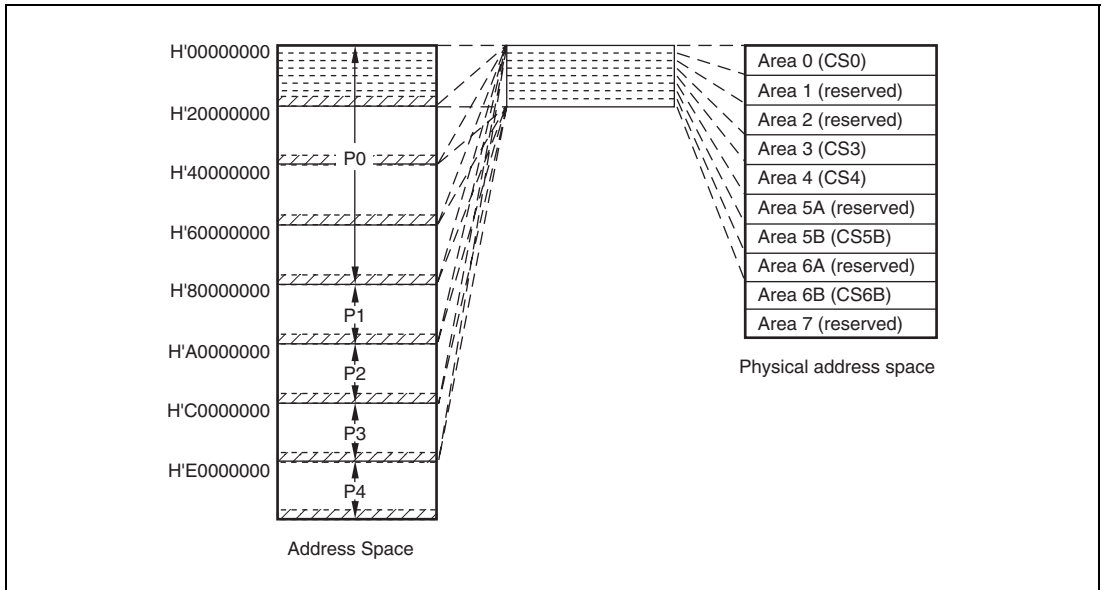 H'00000000
H'20000000
H'40000000
H'60000000
H'80000000
H'A0000000
H'C0000000
H'E0000000
P0
P1
P2
P3
P4
Address Space
Area 0 (CS0)
Area 1 (reserved)
Area 2 (reserved)
Area 3 (CS3)
Area 4 (CS4)
Area 5A (reserved)
Area 5B (CS5B)
Area 6A (reserved)
Area 6B (CS6B)
Area 7 (reserved)
Physical address space